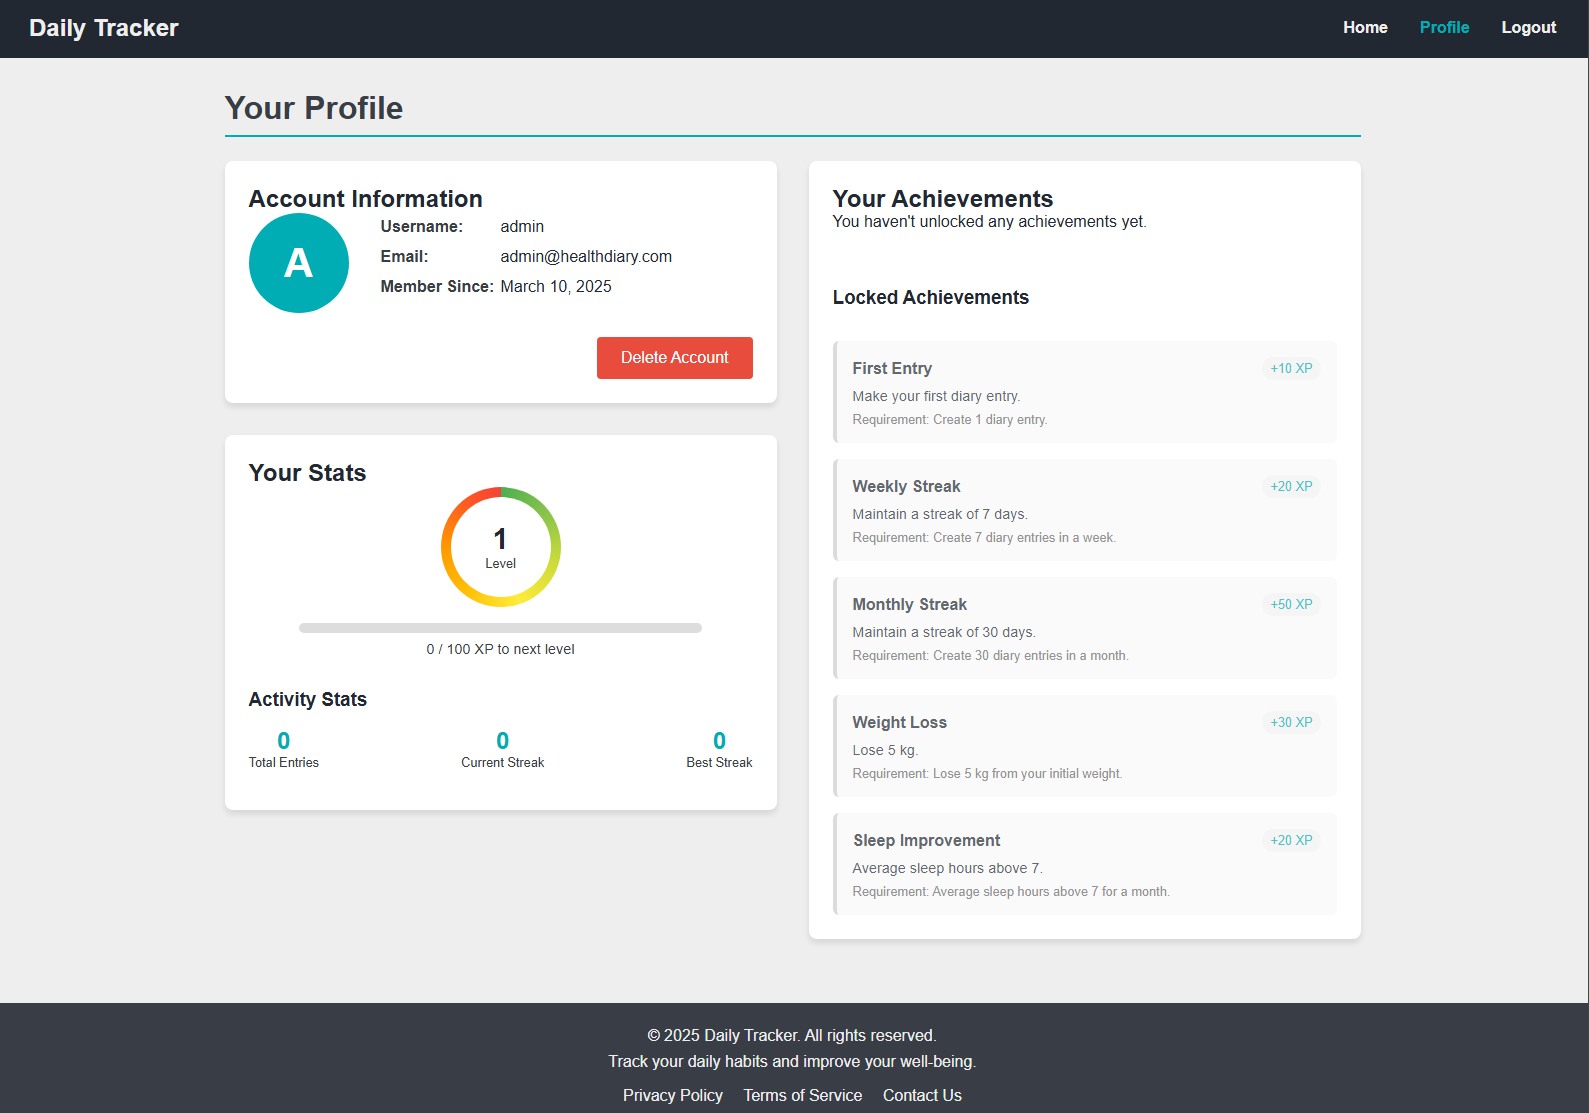 Daily Tracker
Home Profile Logout
Your Profile
Account Information
A
Username: admin
Email: admin@healthdiary.com
Member Since: March 10, 2025
Delete Account
Your Stats
1
Level
0 / 100 XP to next level
Activity Stats
0 0 0
Total Entries Current Streak Best Streak
Your Achievements
You haven't unlocked any achievements yet.
Locked Achievements
First Entry +10 XP
Make your first diary entry.
Requirement: Create 1 diary entry.
Weekly Streak +20 XP
Maintain a streak of 7 days.
Requirement: Create 7 diary entries in a week.
Monthly Streak +50 XP
Maintain a streak of 30 days.
Requirement: Create 30 diary entries in a month.
Weight Loss +30 XP
Lose 5 kg.
Requirement: Lose 5 kg from your initial weight.
Sleep Improvement +20 XP
Average sleep hours above 7.
Requirement: Average sleep hours above 7 for a month.
© 2025 Daily Tracker. All rights reserved.
Track your daily habits and improve your well-being.
Privacy Policy Terms of Service Contact Us